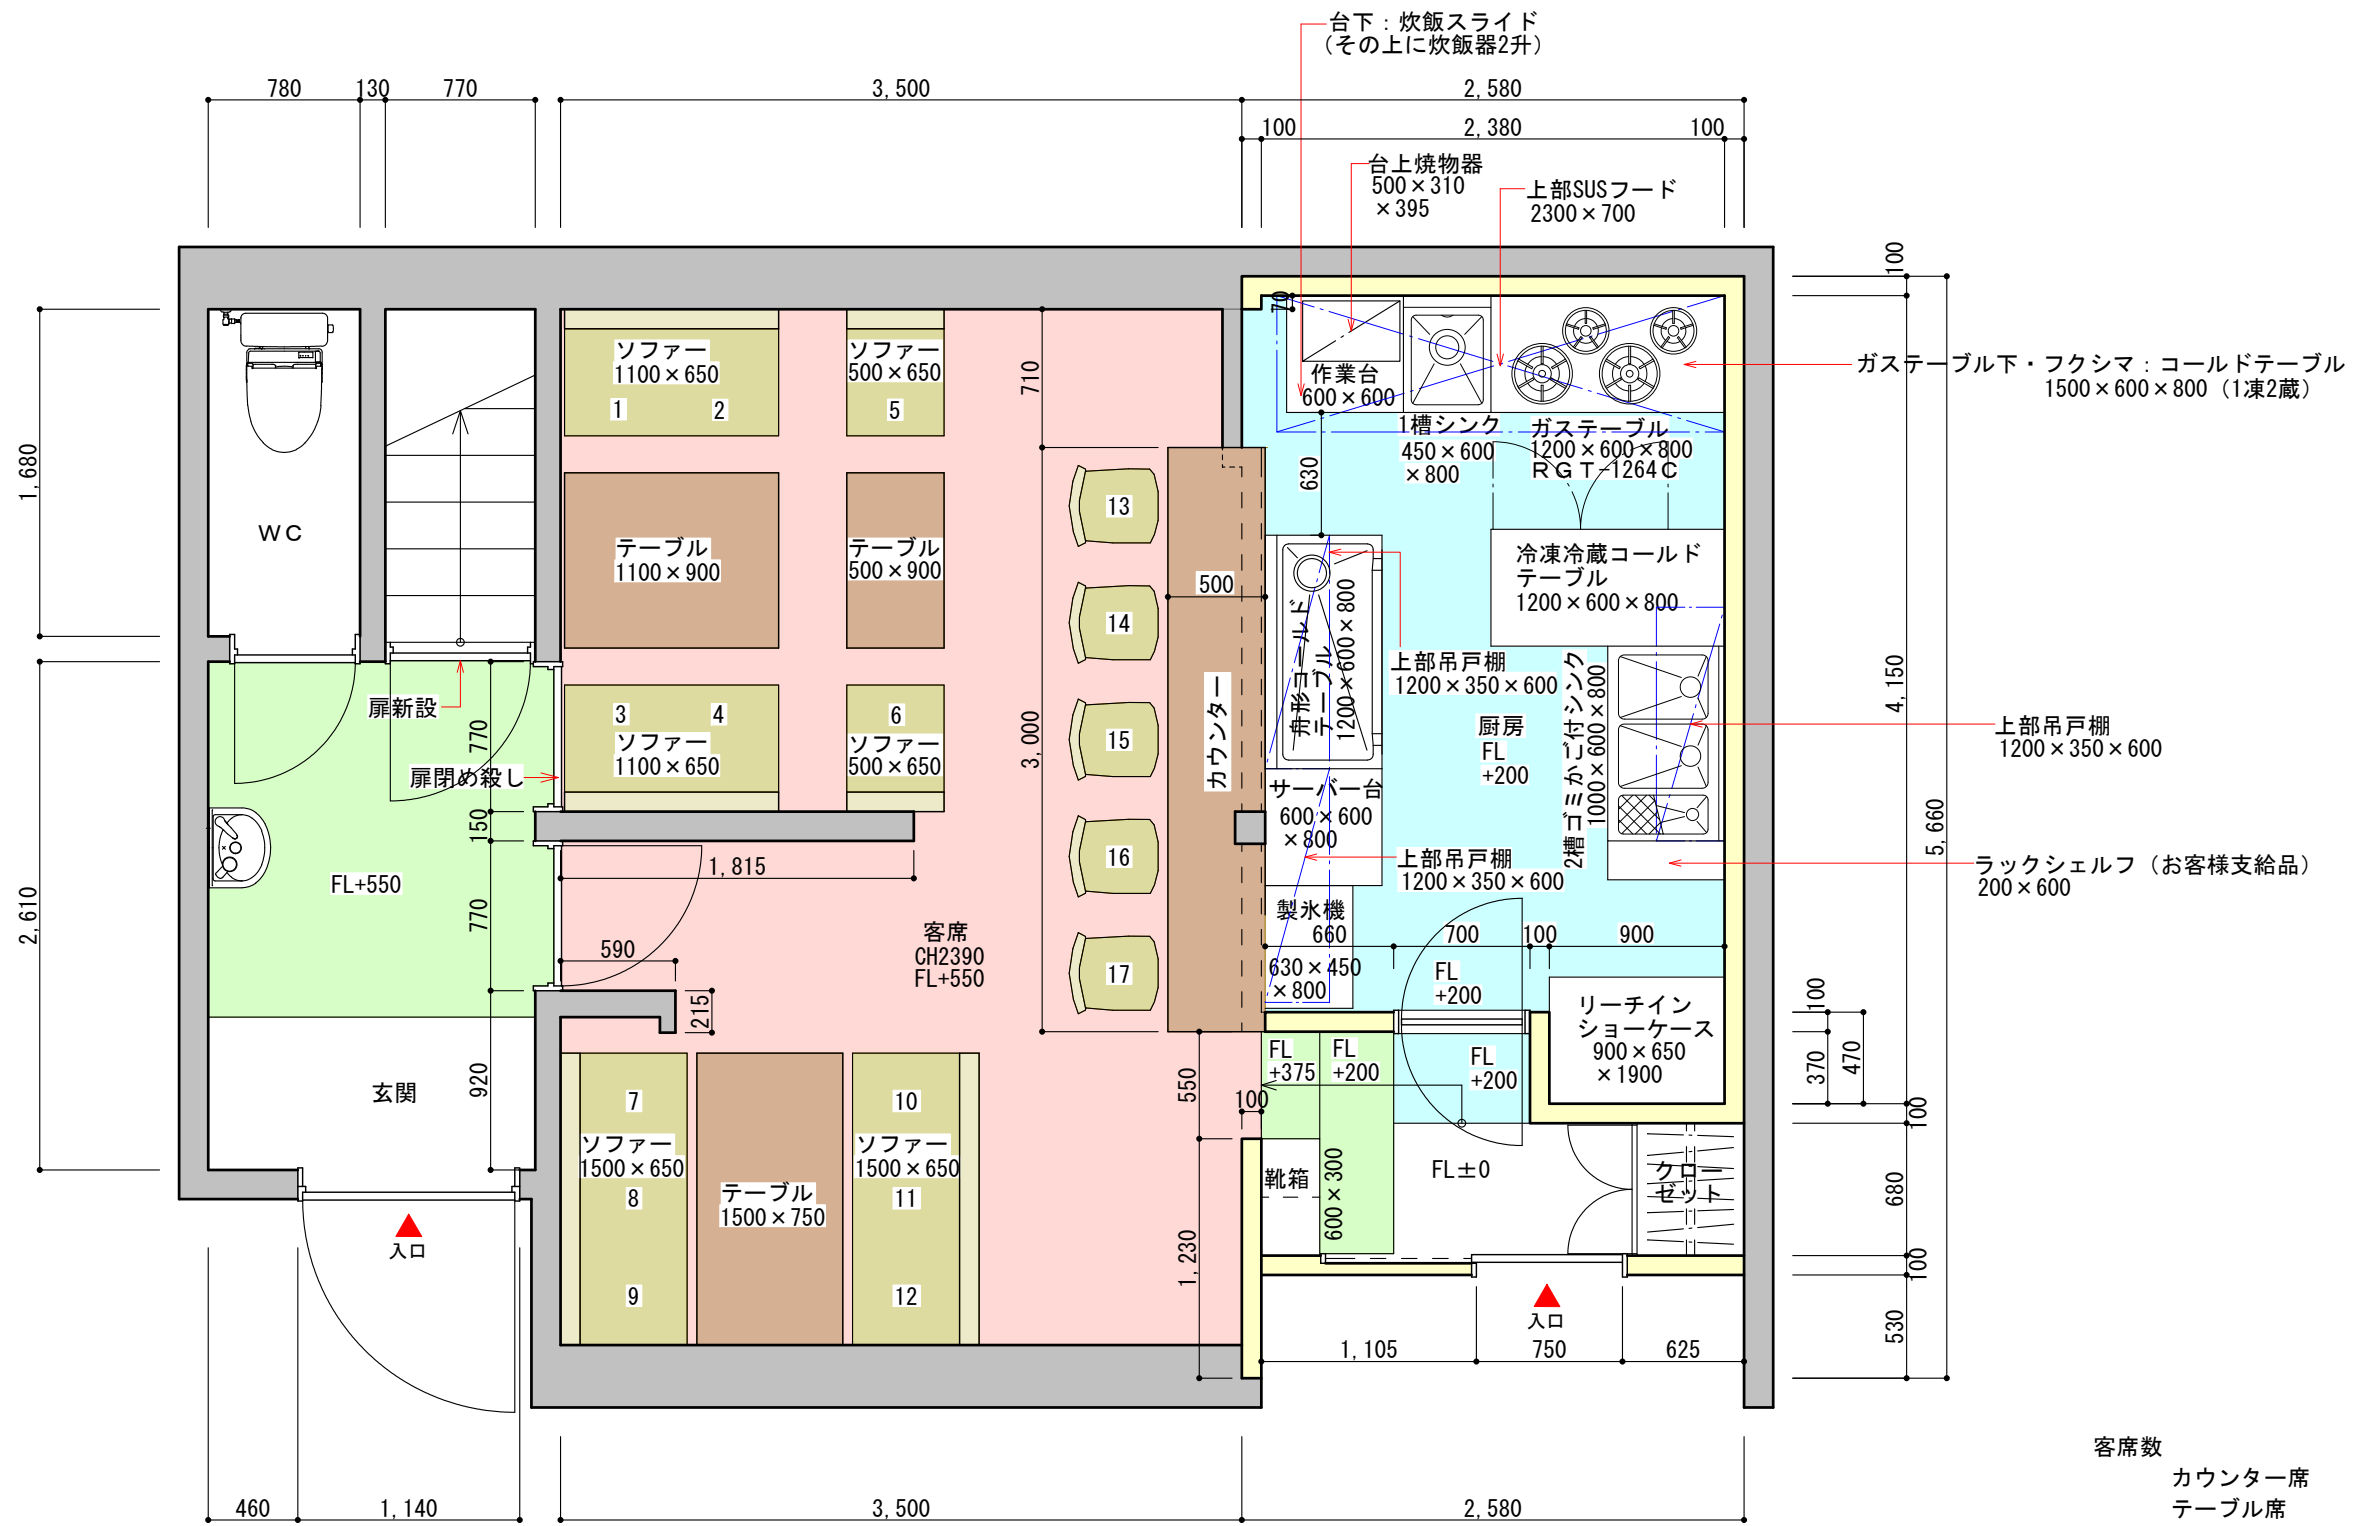 台下：炊飯スライド
（その上に炊飯器2升）
780
130
770
3,500
2,580
100
2,380
100
台上焼物器
500×310
×395
上部SUSフード
2300×700
100
70
ソファー
1100×650
1
2
ソファー
500×650
5
710
作業台
600×600
1槽シンク
450×600
×800
ガステーブル
1200×600×800
ＲＧＴ-1264Ｃ
ガステーブル下・フクシマ：コールドテーブル
1500×600×800（1凍2蔵）
1,680
630
ＷＣ
テーブル
1100×900
テーブル
500×900
13
14
15
16
17
500
カウンター
3,000
舟形コールド
テーブル
1200×600×800
冷凍冷蔵コールド
テーブル
1200×600×800
上部吊戸棚
1200×350×600
4,150
5,660
扉新設
770
扉閉め殺し
3
4
ソファー
1100×650
6
ソファー
500×650
厨房
FL
+200
2槽ゴミかご付シンク
1000×600×800
上部吊戸棚
1200×350×600
サーバー台
600×600
×800
上部吊戸棚
1200×350×600
ラックシェルフ（お客様支給品）
200×600
150
1,815
FL+550
2,610
770
590
215
客席
CH2390
FL+550
製氷機
630×450
×800
660
700
100
900
FL
+200
リーチイン
ショーケース
900×650
×1900
100
370
470
FL
+375
FL
+200
FL
+200
550
100
920
玄関
7
ソファー
1500×650
8
9
テーブル
1500×750
10
ソファー
1500×650
11
12
靴箱
600×300
FL±0
クロー
ゼット
100
680
100
530
1,230
入口
入口
1,105
750
625
460
1,140
3,500
2,580
客席数
カウンター席
テーブル席